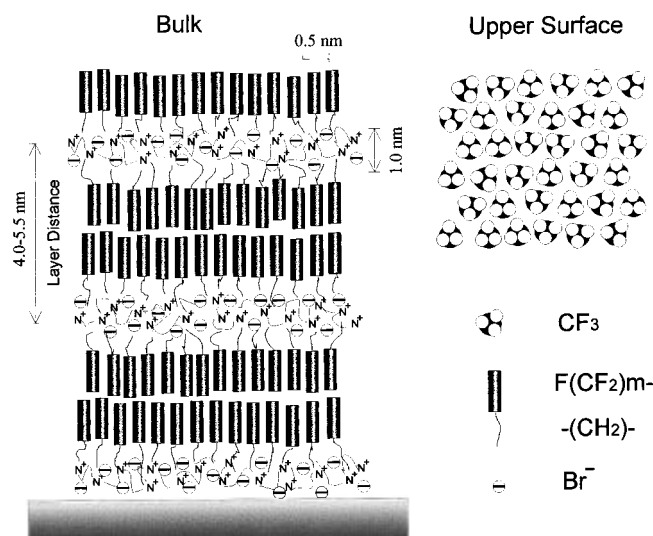 Bulk
Upper Surface
0.5 nm
1.0 nm
4.0-5.5 nm
Layer Distance
N⁺ N⁺ N⁺ N⁺ N⁺ N⁺ N⁺ N⁺
N⁺ N⁺ N⁺ N⁺ N⁺ N⁺ N⁺ N⁺
N⁺ N⁺ N⁺ N⁺ N⁺ N⁺ N⁺ N⁺
CF₃
F(CF₂)m-
-(CH₂)-
Br⁻